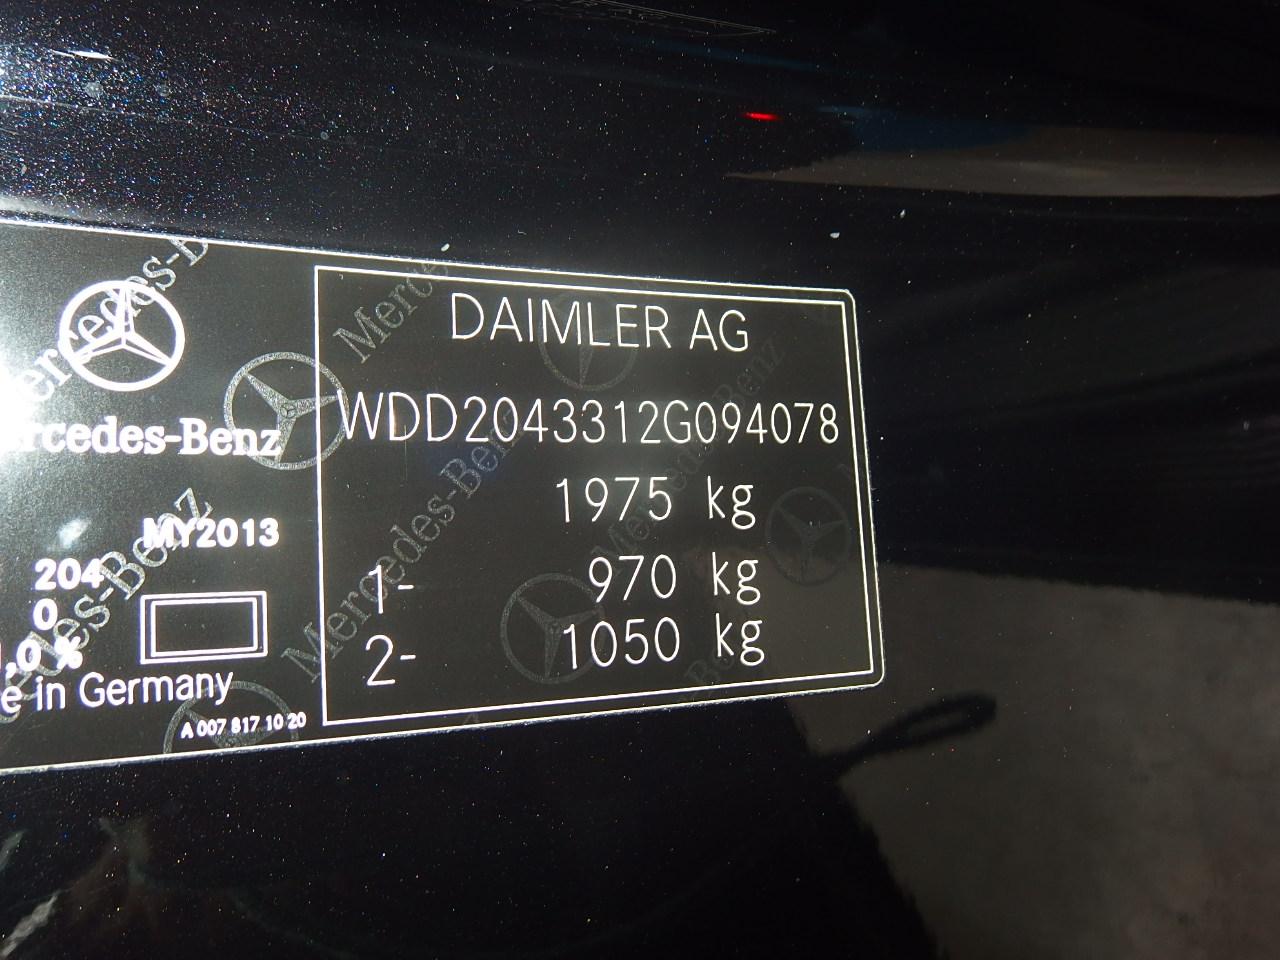 DAIMLER AG
WDD2043312G094078
1975 kg
1- 970 kg
2- 1050 kg
Mercedes-Benz
MY2013
204
0
,0 %
in Germany
A 007 817 10 20